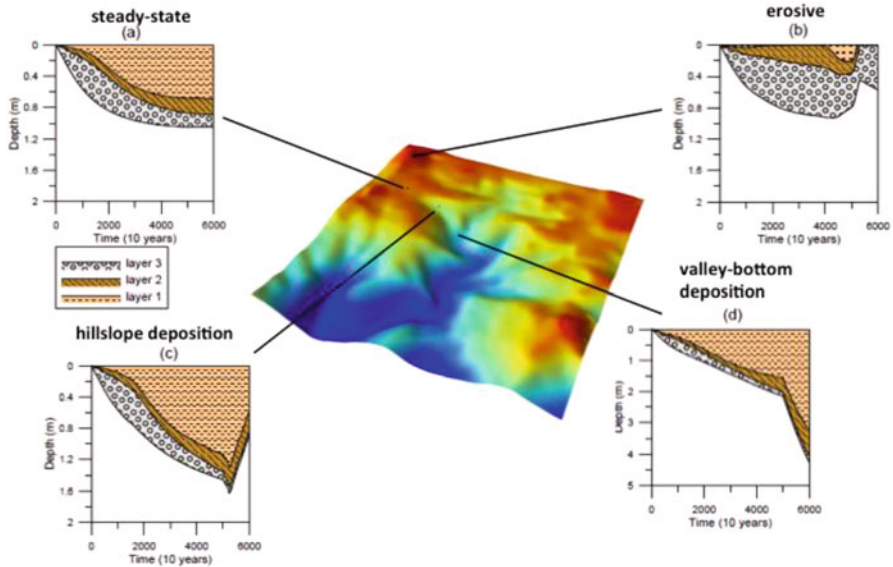 steady-state
(a)
0
0.4
0.8
1.2
1.6
2
Depth (m)
0 2000 4000 6000
Time (10 years)
erosive
(b)
0
0.4
0.8
1.2
1.6
2
Depth (m)
0 2000 4000 6000
Time (10 years)
layer 3
layer 2
layer 1
hillslope deposition
(c)
0
0.4
0.8
1.2
1.6
2
Depth (m)
0 2000 4000 6000
Time (10 years)
valley-bottom
deposition
(d)
0
1
2
3
4
5
Depth (m)
0 2000 4000 6000
Time (10 years)